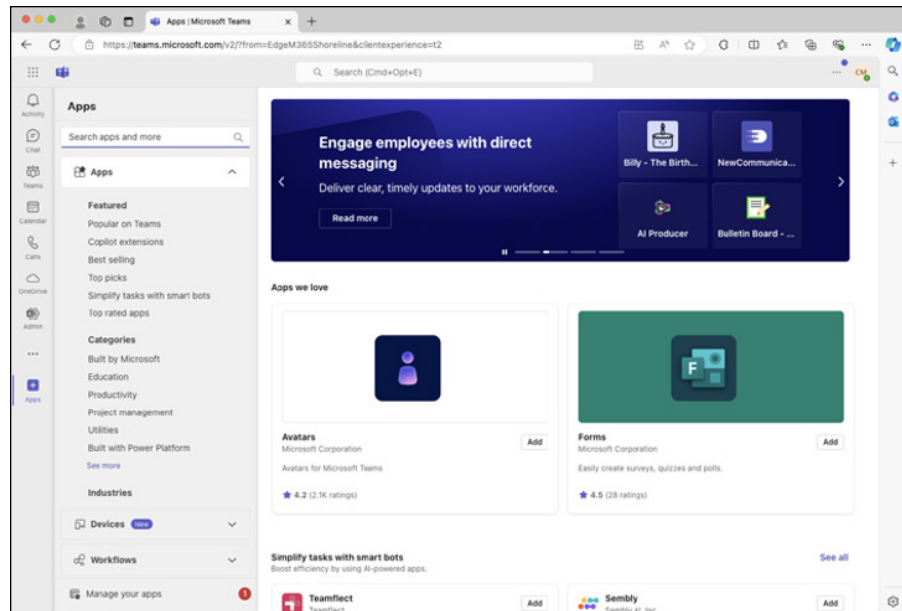 Apps | Microsoft Teams
https://teams.microsoft.com/v2/?from=EdgeM365Shoreline&clientexperience=t2
Search (Cmd+Opt+E)
CM
Activity
Chat
Teams
Calendar
Calls
OneDrive
Admin
Apps
Apps
Search apps and more
Apps
Featured
Popular on Teams
Copilot extensions
Best selling
Top picks
Simplify tasks with smart bots
Top rated apps
Categories
Built by Microsoft
Education
Productivity
Project management
Utilities
Built with Power Platform
See more
Industries
Devices New
Workflows
Manage your apps 1
Engage employees with direct
messaging
Deliver clear, timely updates to your workforce.
Read more
Billy - The Birth...
NewCommunica...
AI Producer
Bulletin Board - ...
Apps we love
Avatars
Microsoft Corporation
Add
Avatars for Microsoft Teams
4.2 (2.1K ratings)
F
Forms
Microsoft Corporation
Add
Easily create surveys, quizzes and polls.
4.5 (28 ratings)
Simplify tasks with smart bots
See all
Boost efficiency by using AI-powered apps.
Teamflect
Teamflect
Add
Sembly
Sembly AI, Inc.
Add